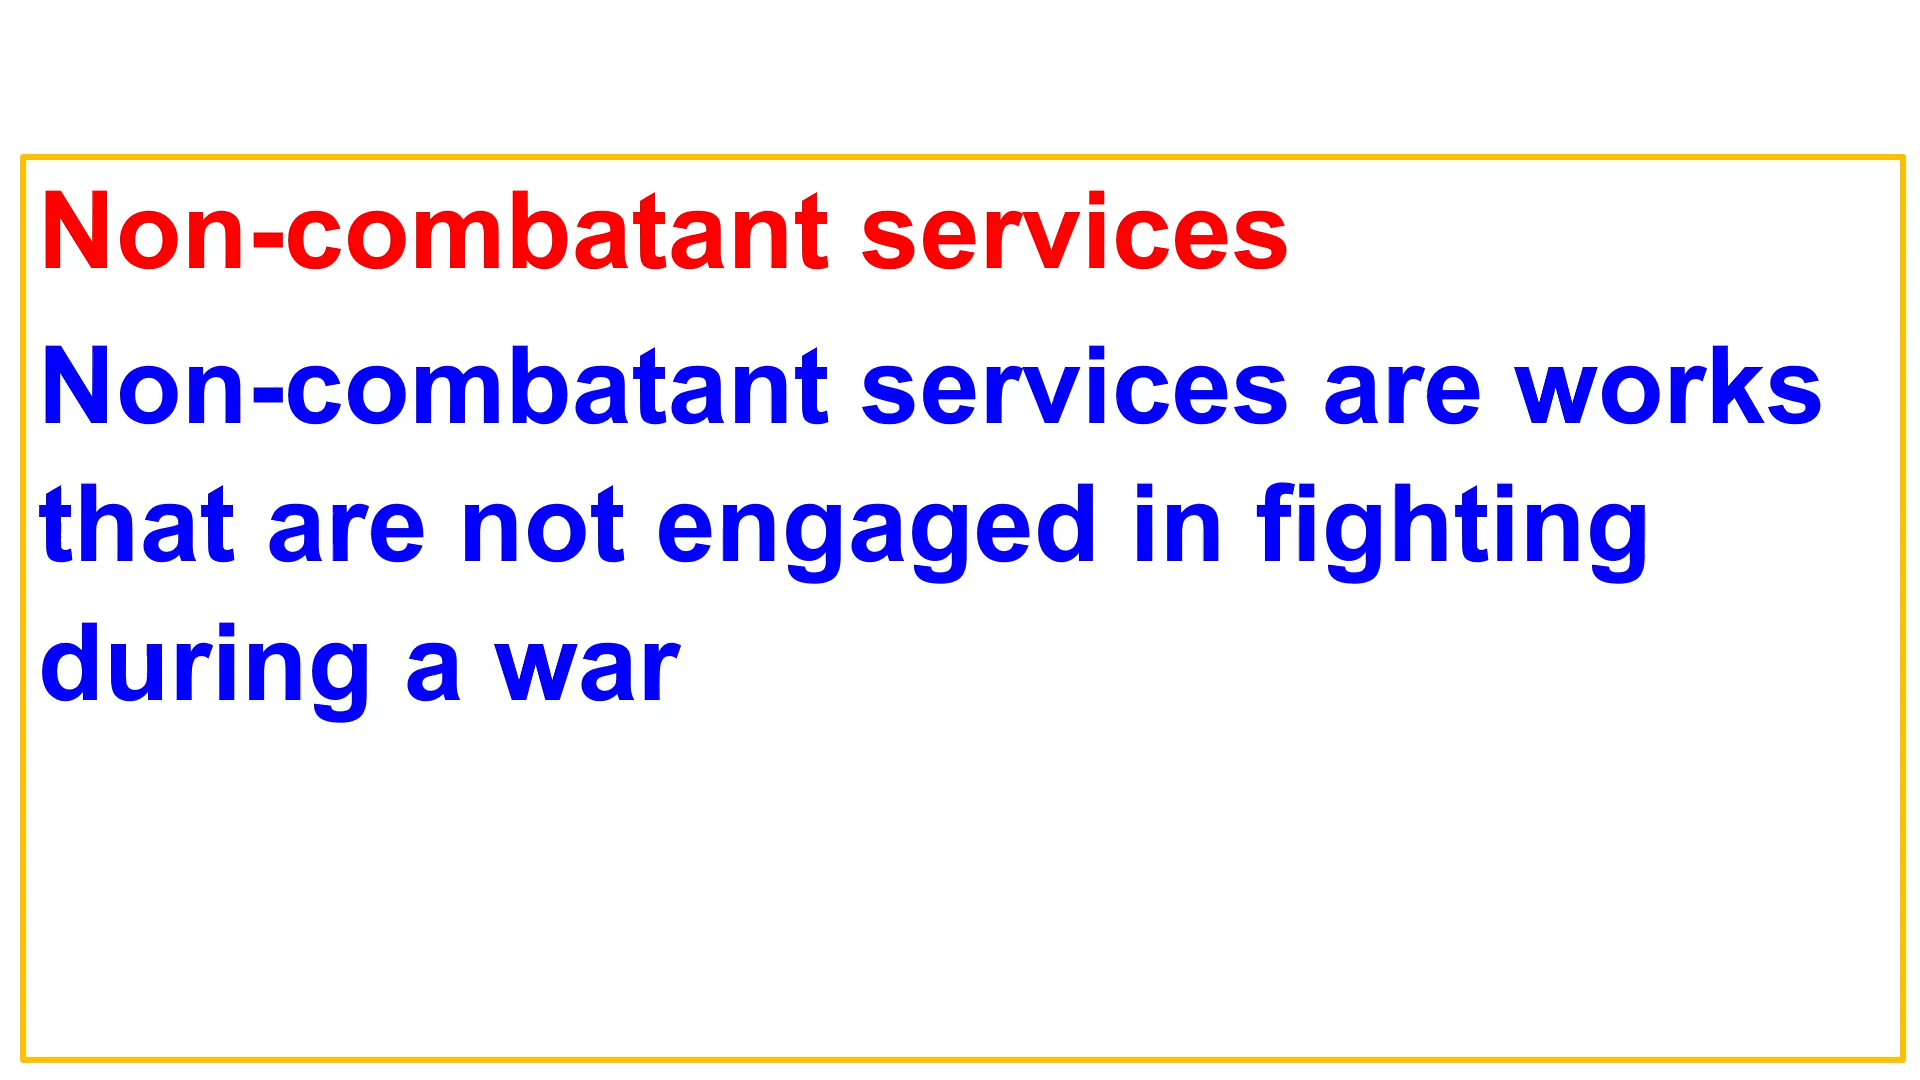 Non-combatant services
Non-combatant services are works
that are not engaged in fighting
during a war